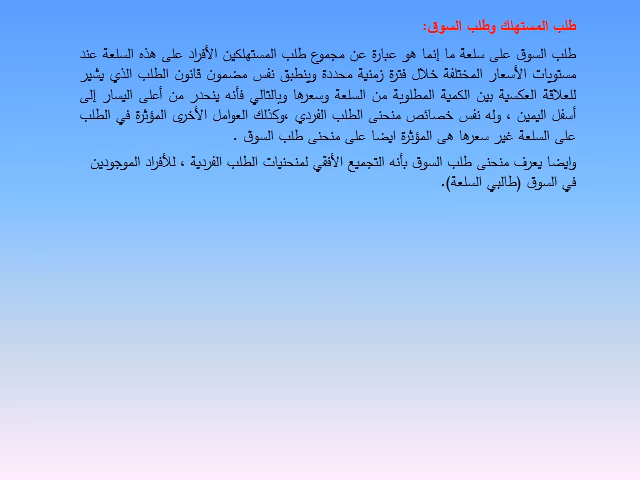 طلب المستهلك وطلب السوق:
طلب السوق على سلعة ما إنما هو عبارة عن مجموع طلب المستهلكين الأفراد على هذه السلعة عند
مستويات الأسعار المختلفة خلال فترة زمنية محددة وينطبق نفس مضمون قانون الطلب الذي يشير
للعلاقة العكسية بين الكمية المطلوبة من السلعة وسعرها وبالتالي فأنه ينحدر من أعلى اليسار إلى
أسفل اليمين ، وله نفس خصائص منحنى الطلب الفردي ،وكذلك العوامل الأخرى المؤثرة في الطلب
على السلعة غير سعرها هى المؤثرة ايضا على منحنى طلب السوق .
وايضا يعرف منحنى طلب السوق بأنه التجميع الأفقي لمنحنيات الطلب الفردية ، للأفراد الموجودين
في السوق (طالبي السلعة).